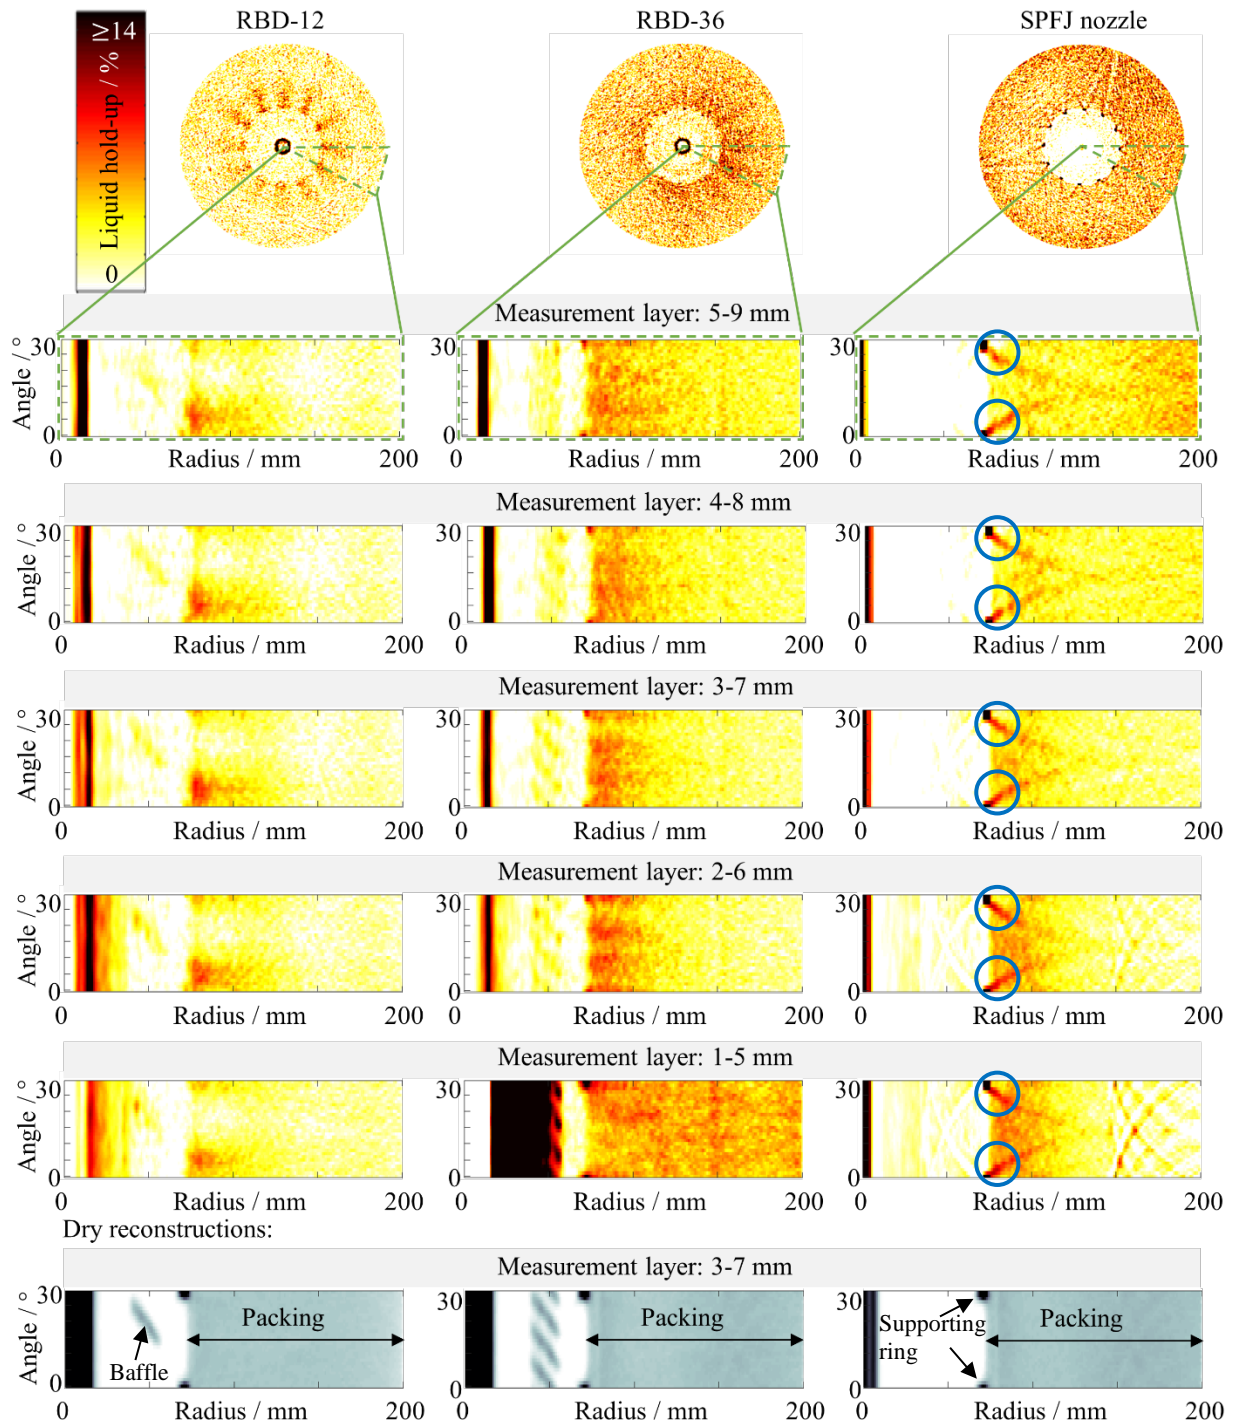 RBD-12 RBD-36 SPFJ nozzle
≥14
Liquid hold-up / %
0
Measurement layer: 5-9 mm
Angle / °
30 30 30
0 0 0
0 Radius / mm 200 0 Radius / mm 200 0 Radius / mm 200
Measurement layer: 4-8 mm
Angle / °
30 30 30
0 0 0
0 Radius / mm 200 0 Radius / mm 200 0 Radius / mm 200
Measurement layer: 3-7 mm
Angle / °
30 30 30
0 0 0
0 Radius / mm 200 0 Radius / mm 200 0 Radius / mm 200
Measurement layer: 2-6 mm
Angle / °
30 30 30
0 0 0
0 Radius / mm 200 0 Radius / mm 200 0 Radius / mm 200
Measurement layer: 1-5 mm
Angle / °
30 30 30
0 0 0
0 Radius / mm 200 0 Radius / mm 200 0 Radius / mm 200
Dry reconstructions:
Measurement layer: 3-7 mm
Angle / °
30 30 30
Packing Packing Supporting Packing
ring
Baffle
0 0 0
0 Radius / mm 200 0 Radius / mm 200 0 Radius / mm 200